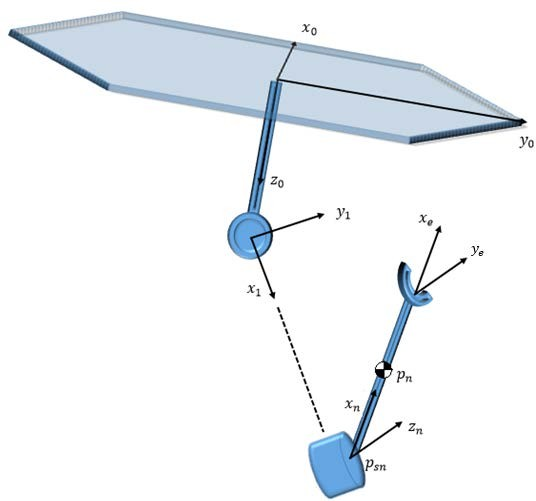 x₀
y₀
z₀
y₁
x₁
xₑ
yₑ
pₙ
xₙ
zₙ
pₛₙ